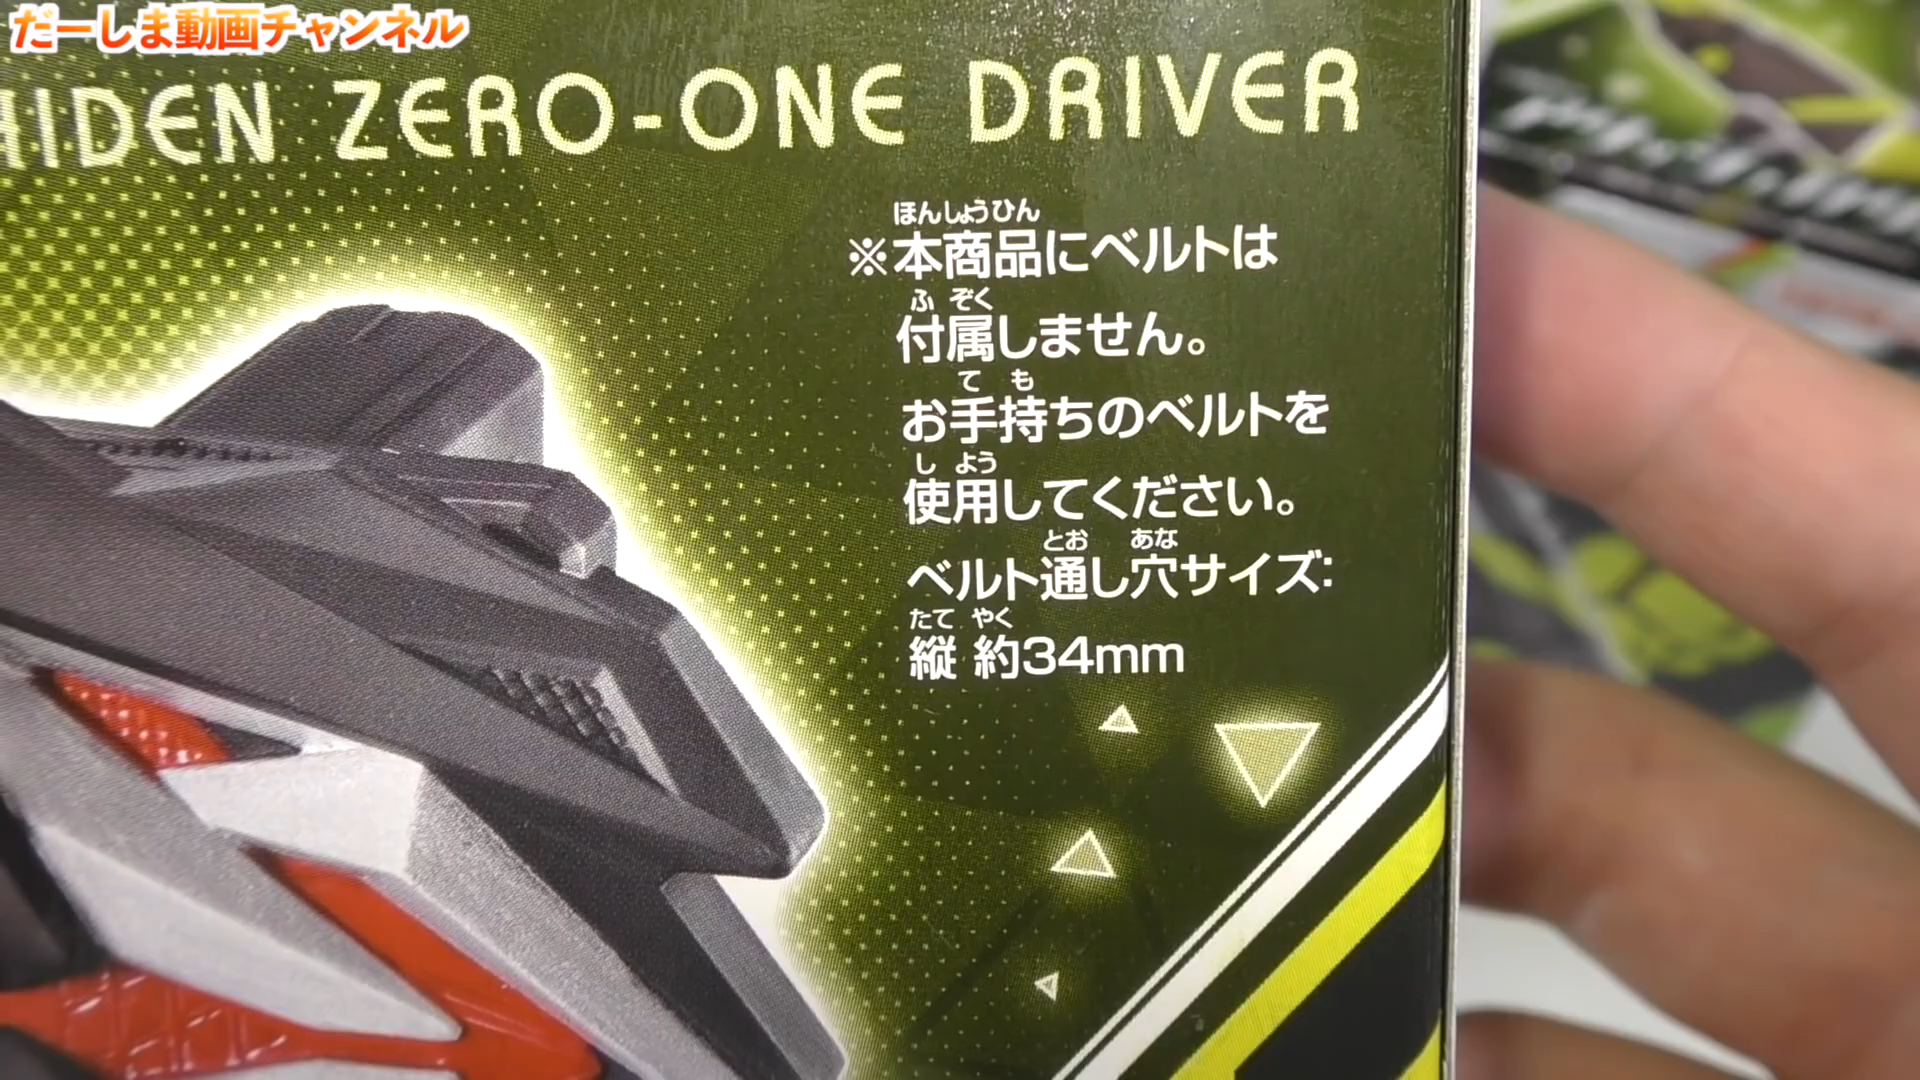 だーしま動画チャンネル
HIDEN ZERO-ONE DRIVER
ほんしょうひん
※本商品にベルトは
ふぞく
付属しません。
ても
お手持ちのベルトを
しよう
使用してください。
とお あな
ベルト通し穴サイズ:
たて やく
縦 約34mm